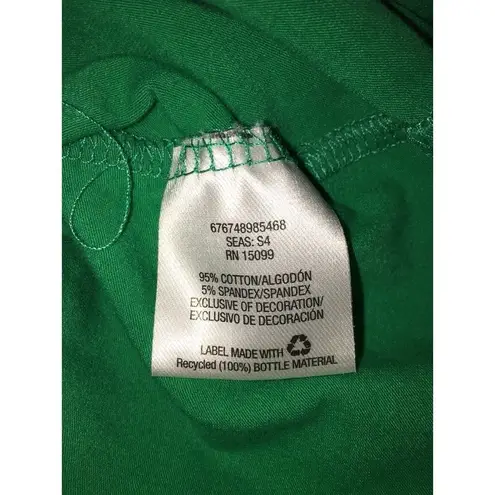 676748985468
SEAS: S4
RN 15099
95% COTTON/ALGODÓN
5% SPANDEX/SPANDEX
EXCLUSIVE OF DECORATION/
EXCLUSIVO DE DECORACIÓN
LABEL MADE WITH
Recycled (100%) BOTTLE MATERIAL